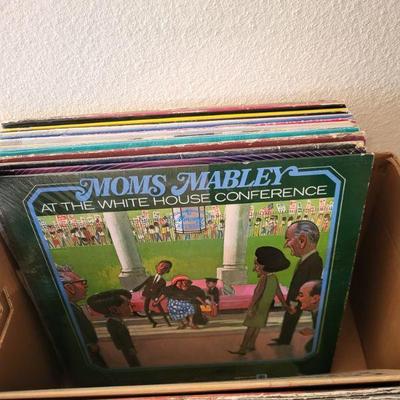 MOMS MABLEY
AT THE WHITE HOUSE CONFERENCE